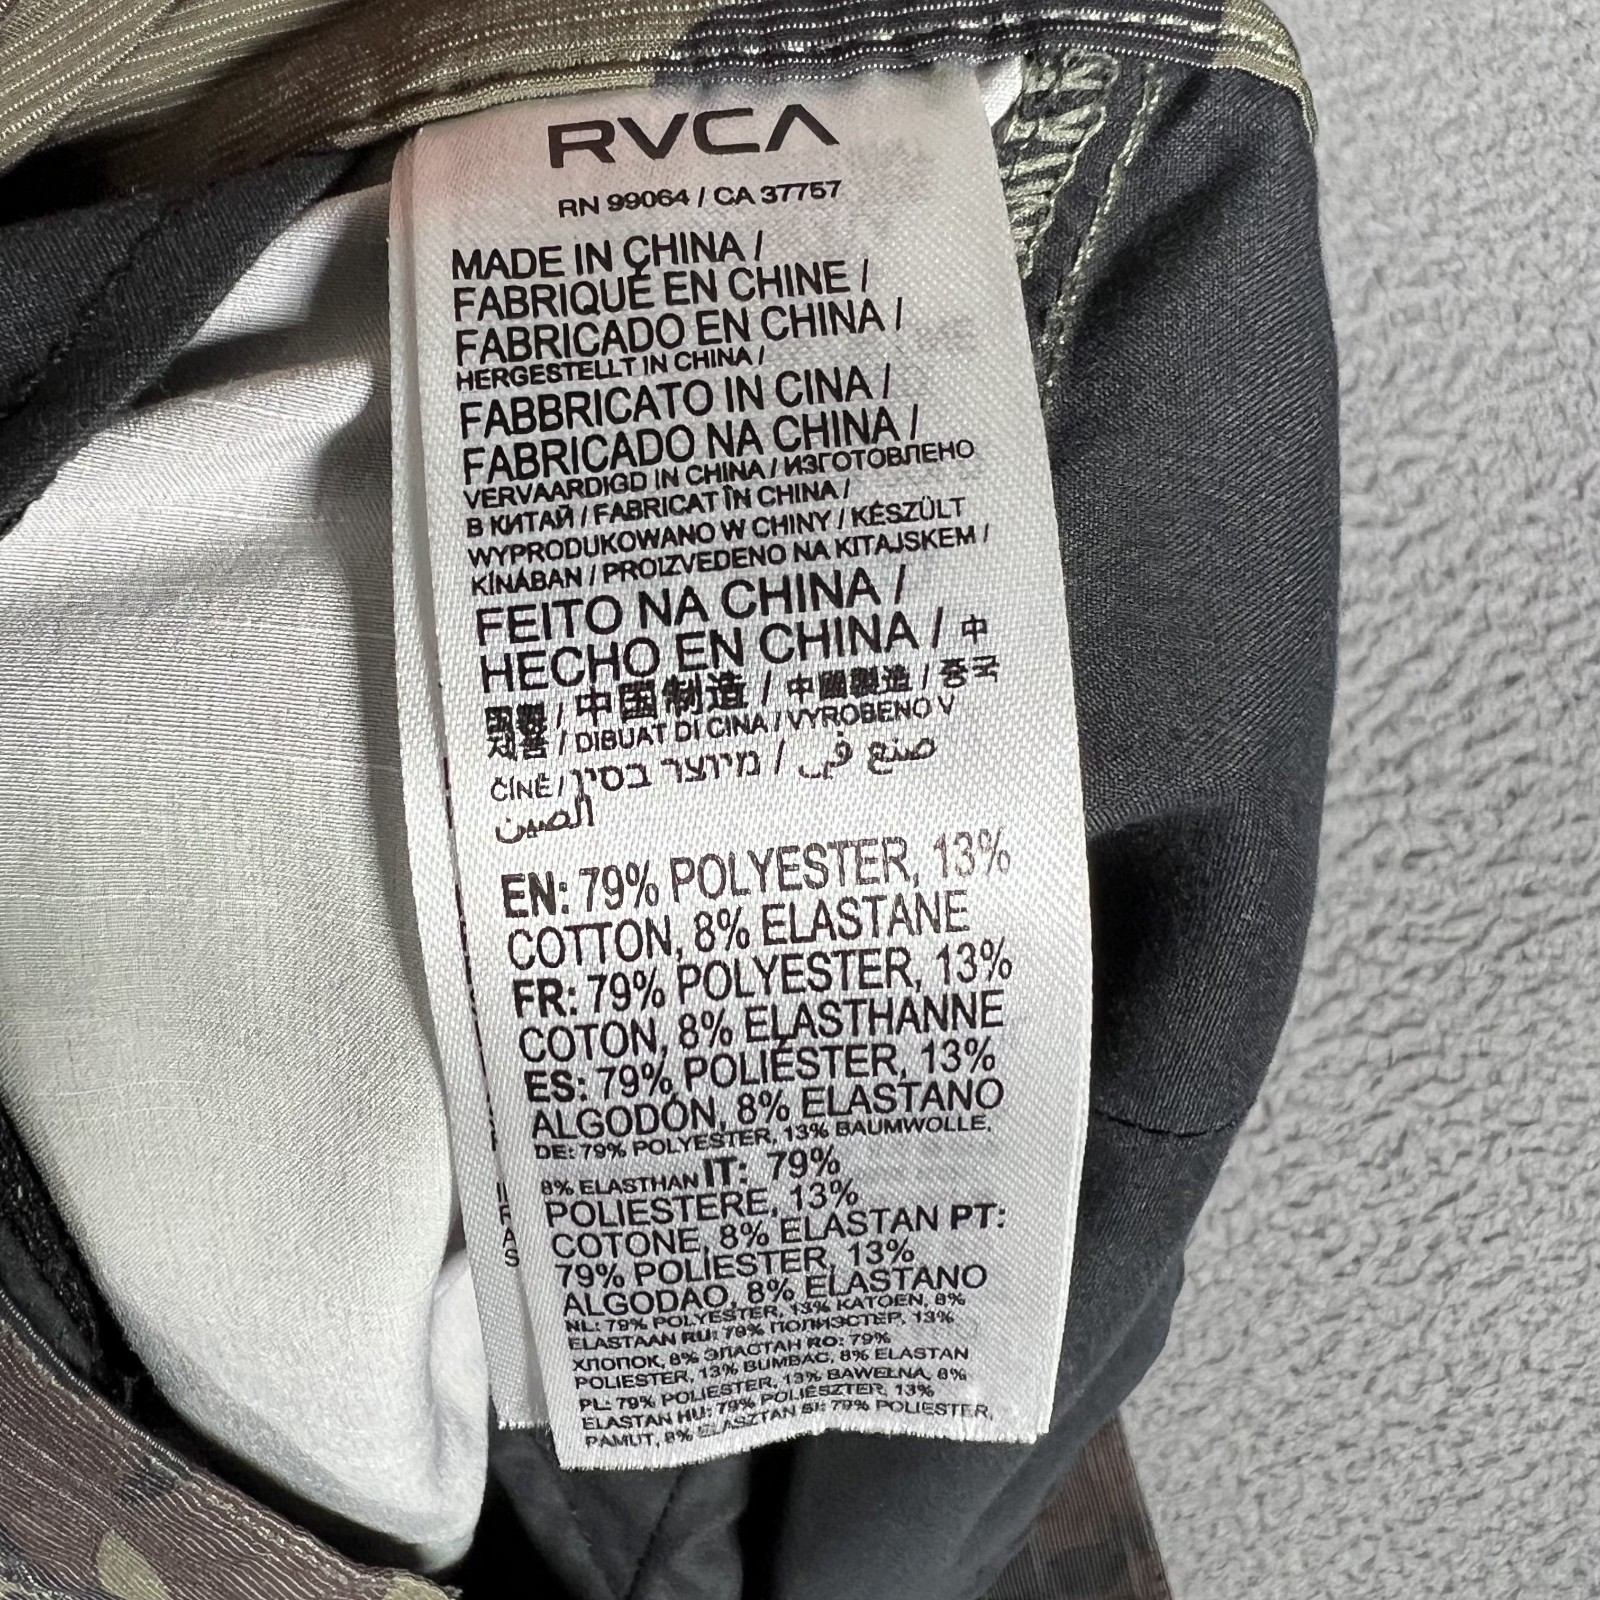 RVCA
RN 99064 / CA 37757
MADE IN CHINA /
FABRIQUÉ EN CHINE /
FABRICADO EN CHINA /
HERGESTELLT IN CHINA /
FABBRICATO IN CINA /
FABRICADO NA CHINA /
VERVAARDIGD IN CHINA / ИЗГОТОВЛЕНО
В КИТАЙ / FABRICAT ÎN CHINA /
WYPRODUKOWANO W CHINY / KÉSZÜLT
KÍNÁBAN / PROIZVEDENO NA KITAJSKEM /
FEITO NA CHINA /
HECHO EN CHINA / 中
国製 / 中国制造 / 中國製造 / 중국
제품 / DIBUAT DI CINA / VYROBENO V
ČÍNĚ / מיוצר בסין / صنع في
الصين
EN: 79% POLYESTER, 13%
COTTON, 8% ELASTANE
FR: 79% POLYESTER, 13%
COTON, 8% ELASTHANNE
ES: 79% POLIÉSTER, 13%
ALGODÓN, 8% ELASTANO
DE: 79% POLYESTER, 13% BAUMWOLLE,
8% ELASTHAN IT: 79%
POLIESTERE, 13%
COTONE, 8% ELASTAN PT:
79% POLIESTER, 13%
ALGODAO, 8% ELASTANO
NL: 79% POLYESTER, 13% KATOEN, 8%
ELASTAAN RU: 79% ПОЛИЭСТЕР, 13%
ХЛОПОК, 8% ЭЛАСТАН RO: 79%
POLIESTER, 13% BUMBAC, 8% ELASTAN
PL: 79% POLIESTER, 13% BAWEŁNA, 8%
ELASTAN HU: 79% POLIÉSZTER, 13%
PAMUT, 8% ELASZTAN SI: 79% POLIESTER,